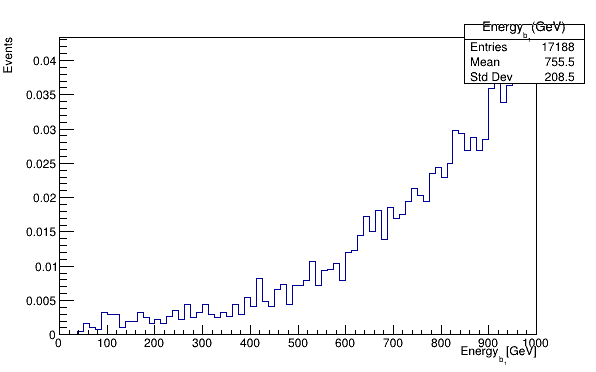 Energy_b_1 (GeV)
Entries 17188
Mean 755.5
Std Dev 208.5
Events
0.04
0.035
0.03
0.025
0.02
0.015
0.01
0.005
0
0 100 200 300 400 500 600 700 800 900 1000
Energy_b_1 [GeV]